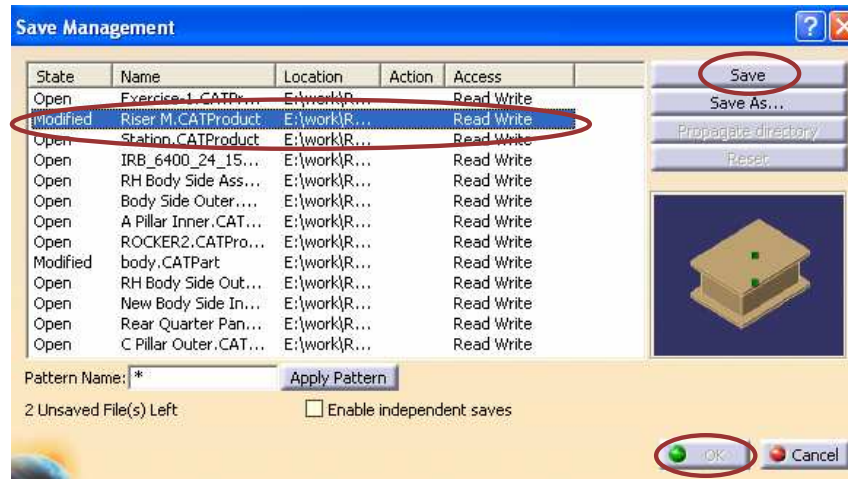 Save Management
State Name Location Action Access
Open Exercise-1.CATPr... E:\work\R... Read Write
Modified Riser M.CATProduct E:\work\R... Read Write
Open Station.CATProduct E:\work\R... Read Write
Open IRB_6400_24_15... E:\work\R... Read Write
Open RH Body Side Ass... E:\work\R... Read Write
Open Body Side Outer.... E:\work\R... Read Write
Open A Pillar Inner.CAT... E:\work\R... Read Write
Open ROCKER2.CATPro... E:\work\R... Read Write
Modified body.CATPart E:\work\R... Read Write
Open RH Body Side Out... E:\work\R... Read Write
Open New Body Side In... E:\work\R... Read Write
Open Rear Quarter Pan... E:\work\R... Read Write
Open C Pillar Outer.CAT... E:\work\R... Read Write
Save
Save As...
Propagate directory
Reset
Pattern Name: * Apply Pattern
2 Unsaved File(s) Left Enable independent saves
OK Cancel